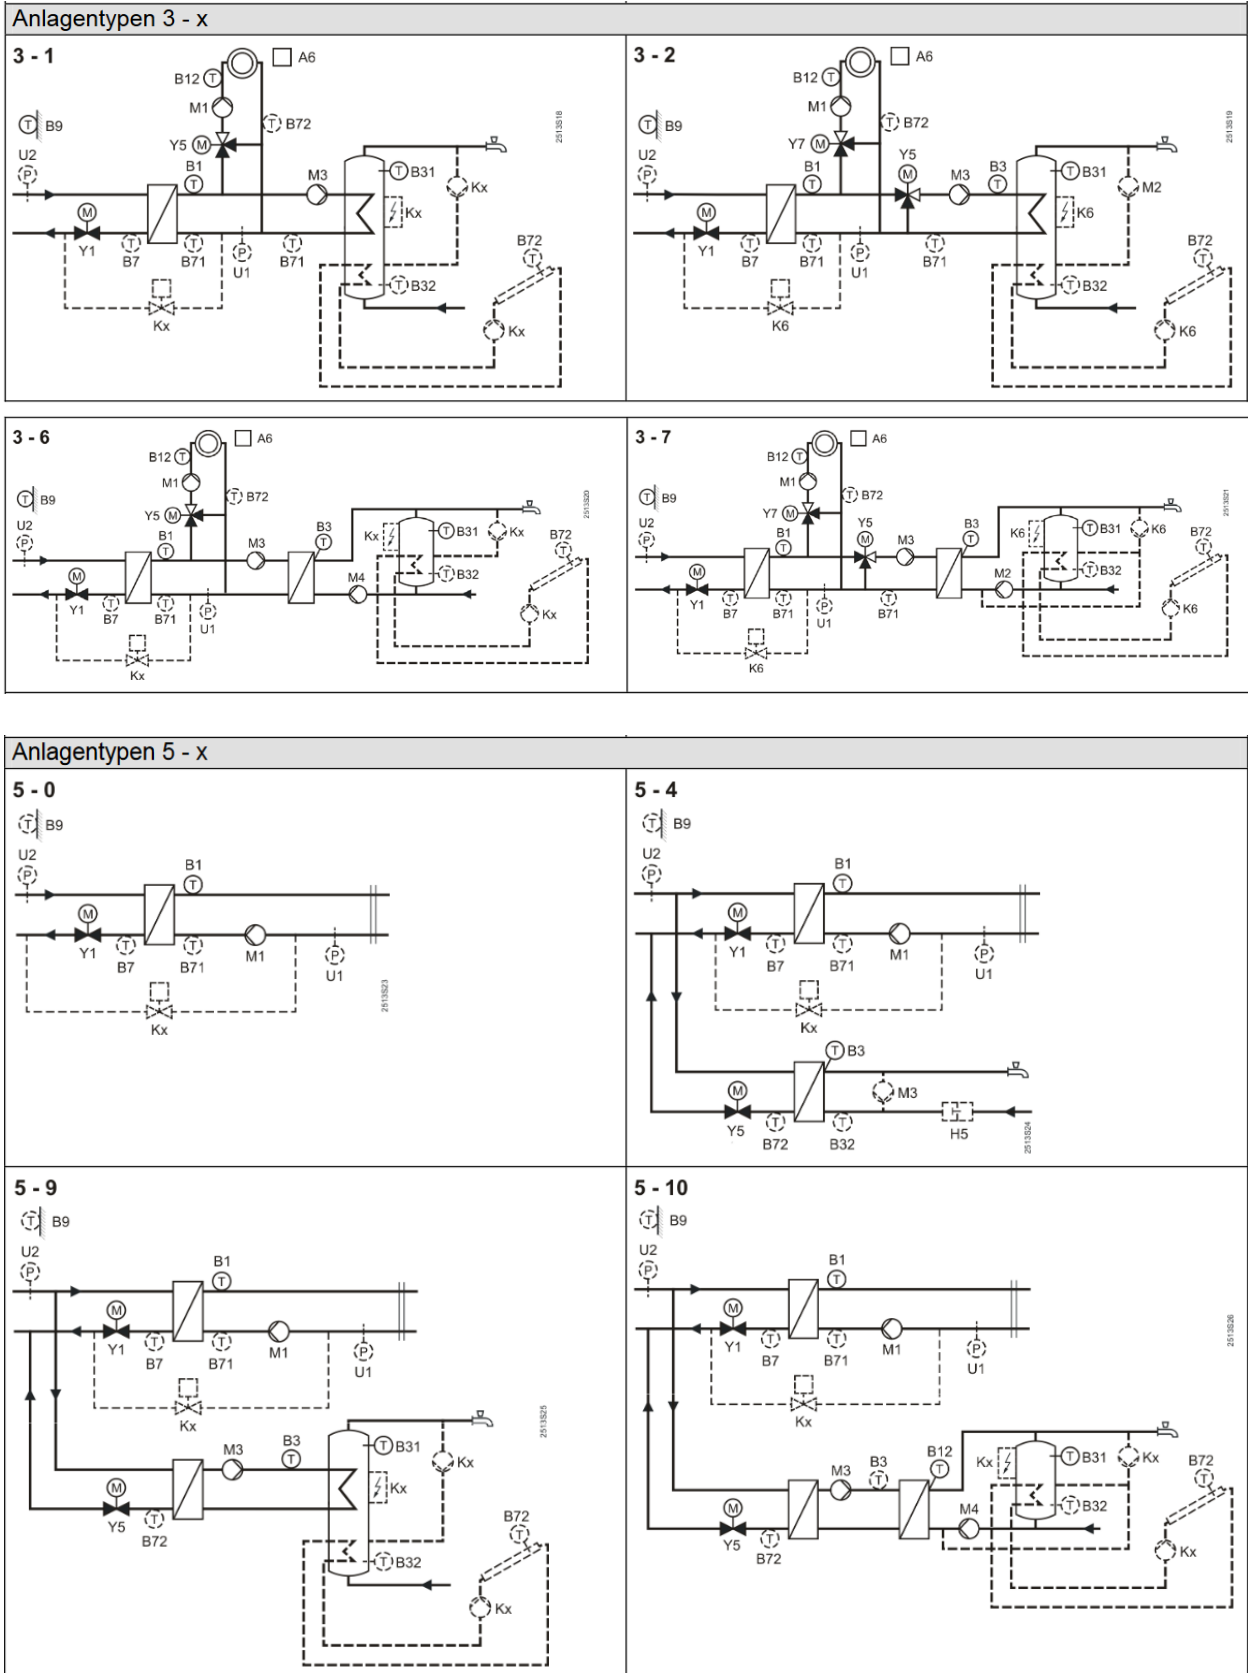 Anlagentypen 3 - x
3 - 1
A6
B12 T
M1
T B9
T B72
U2
P
Y5 M
B1
T
M3
T B31
Kx
Kx
M
Y1
T
B7
T
B71
P
U1
T
B71
B72
T
T B32
Kx
Kx
2513S18
3 - 2
A6
B12 T
M1
T B9
T B72
U2
P
Y7 M
Y5
M
B1
T
M3
B3
T
T B31
M2
K6
M
Y1
T
B7
T
B71
P
U1
T
B71
B72
T
T B32
K6
K6
2513S19
3 - 6
A6
B12 T
M1
T B9
T B72
U2
P
Y5 M
B1
T
M3
B3
T
Kx
T B31
Kx
B72
T
M
Y1
T
B7
T
B71
P
U1
M4
T B32
Kx
Kx
2513S20
3 - 7
A6
B12 T
M1
T B9
T B72
U2
P
Y7 M
Y5
M
B1
T
M3
B3
T
K6
T B31
K6
B72
T
M
Y1
T
B7
T
B71
P
U1
T
B71
M2
T B32
K6
K6
2513S21
Anlagentypen 5 - x
5 - 0
T B9
U2
P
B1
T
M
Y1
T
B7
T
B71
M1
P
U1
Kx
2513S23
5 - 4
T B9
U2
P
B1
T
M
Y1
T
B7
T
B71
M1
P
U1
Kx
T B3
M
Y5
T
B72
T
B32
M3
H5
2513S24
5 - 9
T B9
U2
P
B1
T
M
Y1
T
B7
T
B71
M1
P
U1
Kx
M3
B3
T
T B31
Kx
Kx
M
Y5
T
B72
B72
T
T B32
Kx
2513S25
5 - 10
T B9
U2
P
B1
T
M
Y1
T
B7
T
B71
M1
P
U1
Kx
M3
B3
T
B12
T
Kx
T B31
Kx
B72
T
M
Y5
T
B72
M4
T B32
Kx
2513S26